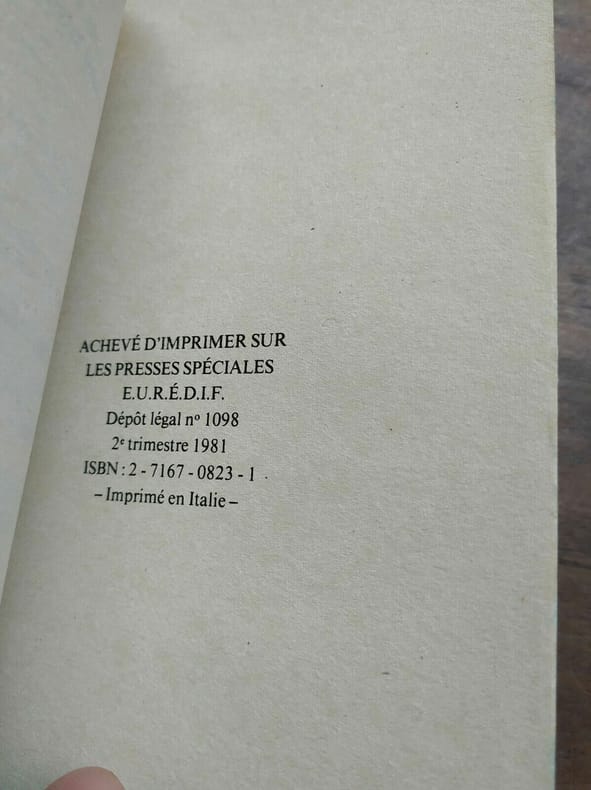 ACHEVÉ D'IMPRIMER SUR
LES PRESSES SPÉCIALES
E.U.R.É.D.I.F.
Dépôt légal nº 1098
2e trimestre 1981
ISBN : 2 - 7167 - 0823 - 1
– Imprimé en Italie –